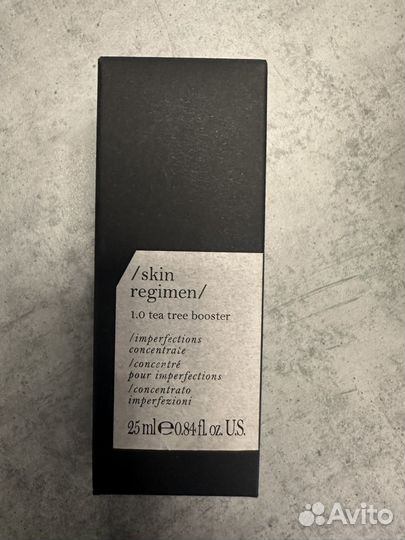 /skin
regimen/
1.0 tea tree booster
/imperfections
concentrate
/concentré
pour imperfections
/concentrato
imperfezioni
25 ml ℮ 0.84 fl. oz. U.S.
Avito